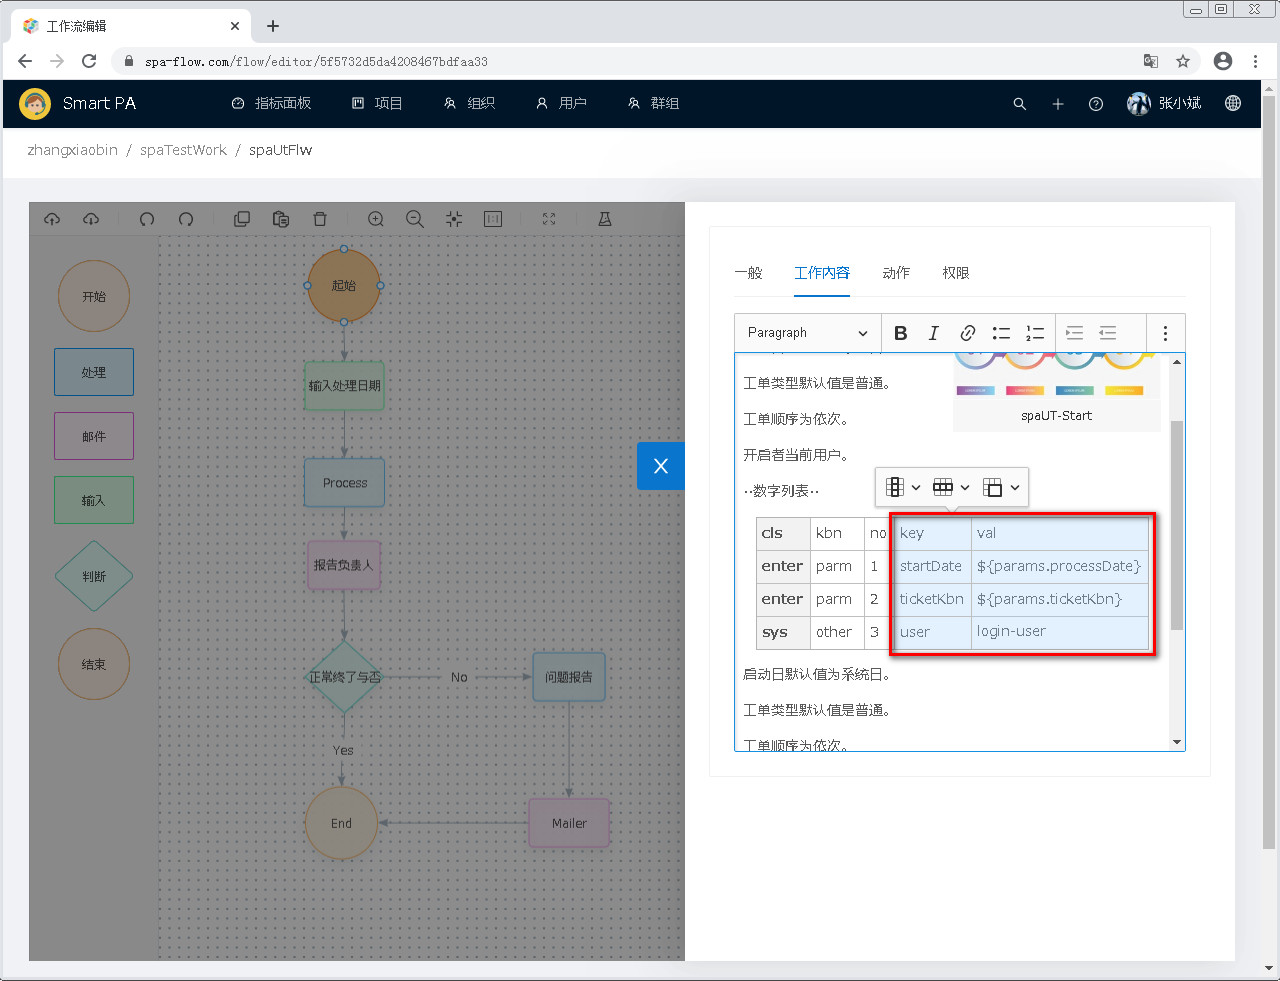 工作流编辑
spa-flow.com/flow/editor/5f5732d5da4208467bdfaa33
Smart PA 指标面板 项目 组织 用户 群组 张小斌
zhangxiaobin / spaTestWork / spaUtFlw
开始
处理
邮件
输入
判断
结束
起始
输入处理日期
Process
报告负责人
正常终了与否
No
问题报告
Yes
End
Mailer
X
一般 工作内容 动作 权限
Paragraph
工单类型默认值是普通。
工单顺序为依次。
spaUT-Start
开启者当前用户。
··数字列表··
cls kbn no key val
enter parm 1 startDate ${params.processDate}
enter parm 2 ticketKbn ${params.ticketKbn}
sys other 3 user login-user
启动日默认值为系统日。
工单类型默认值是普通。
工单顺序为依次。